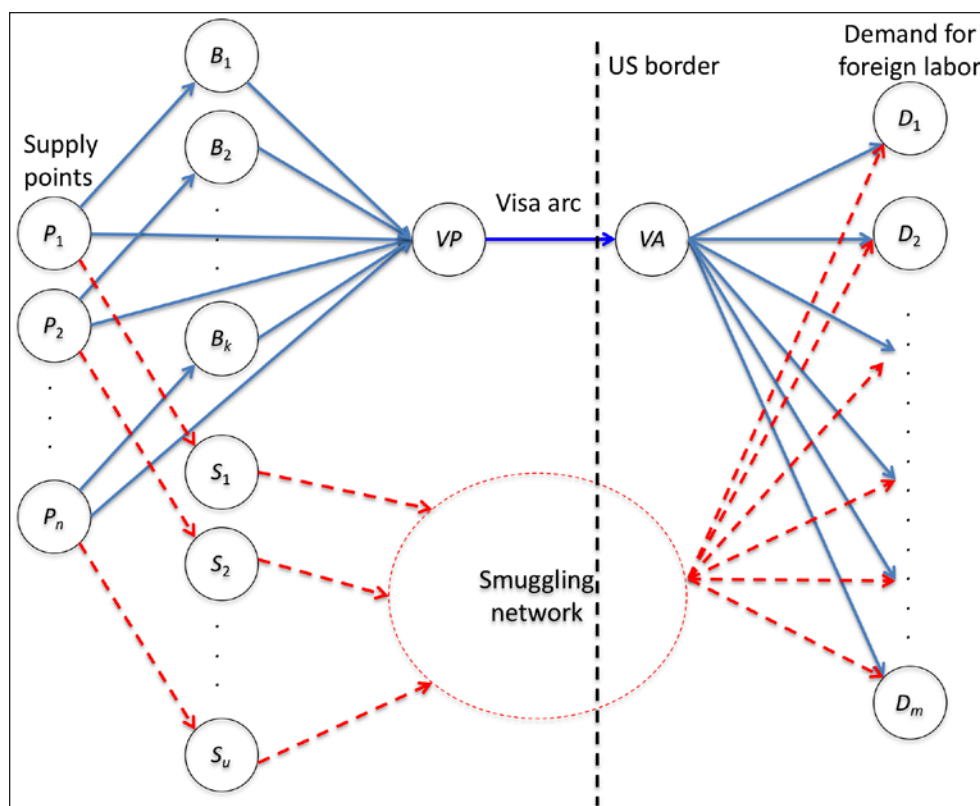 Demand for
foreign labor
US border
Supply
points
B1
B2
.
.
.
Bk
P1
P2
.
.
.
Pn
VP
Visa arc
VA
D1
D2
.
.
.
.
.
.
.
.
.
Dm
S1
S2
.
.
.
Su
Smuggling
network